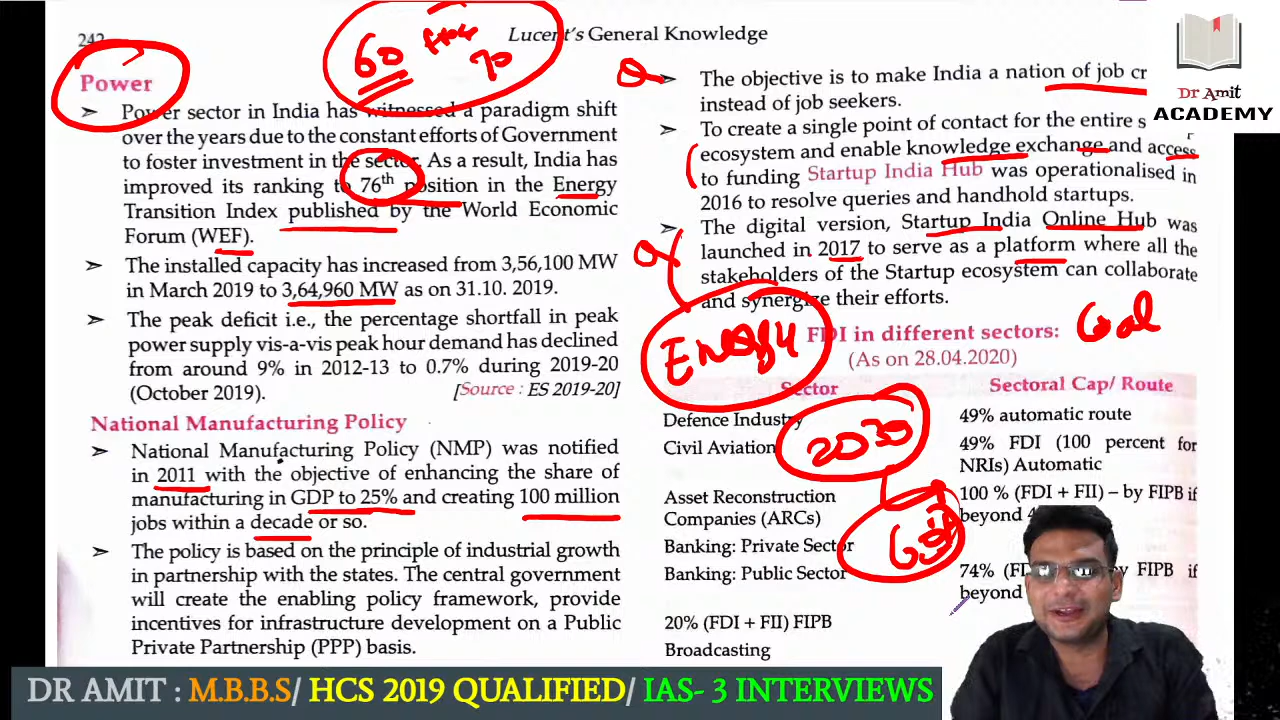 242
Lucent's General Knowledge
60 from 70
Power
➤ Power sector in India has witnessed a paradigm shift
over the years due to the constant efforts of Government
to foster investment in the sector. As a result, India has
improved its ranking to 76th position in the Energy
Transition Index published by the World Economic
Forum (WEF).
➤ The installed capacity has increased from 3,56,100 MW
in March 2019 to 3,64,960 MW as on 31.10. 2019.
➤ The peak deficit i.e., the percentage shortfall in peak
power supply vis-a-vis peak hour demand has declined
from around 9% in 2012-13 to 0.7% during 2019-20
(October 2019). [Source : ES 2019-20]
National Manufacturing Policy
➤ National Manufacturing Policy (NMP) was notified
in 2011 with the objective of enhancing the share of
manufacturing in GDP to 25% and creating 100 million
jobs within a decade or so.
➤ The policy is based on the principle of industrial growth
in partnership with the states. The central government
will create the enabling policy framework, provide
incentives for infrastructure development on a Public
Private Partnership (PPP) basis.
➤ The objective is to make India a nation of job cr
instead of job seekers.
➤ To create a single point of contact for the entire s
ecosystem and enable knowledge exchange and access
to funding Startup India Hub was operationalised in
2016 to resolve queries and handhold startups.
➤ The digital version, Startup India Online Hub was
launched in 2017 to serve as a platform where all the
stakeholders of the Startup ecosystem can collaborate
and synergize their efforts.
Energy
FDI in different sectors:
(As on 28.04.2020)
Sector Sectoral Cap/ Route
Defence Industry 49% automatic route
Civil Aviation 49% FDI (100 percent for
NRIs) Automatic
2030
Asset Reconstruction 100 % (FDI + FII) – by FIPB if
Companies (ARCs) beyond
Banking: Private Sector
Banking: Public Sector 74% by FIPB if
beyond
20% (FDI + FII) FIPB
Broadcasting
Dr Amit
ACADEMY
DR AMIT : M.B.B.S/ HCS 2019 QUALIFIED/ IAS- 3 INTERVIEWS